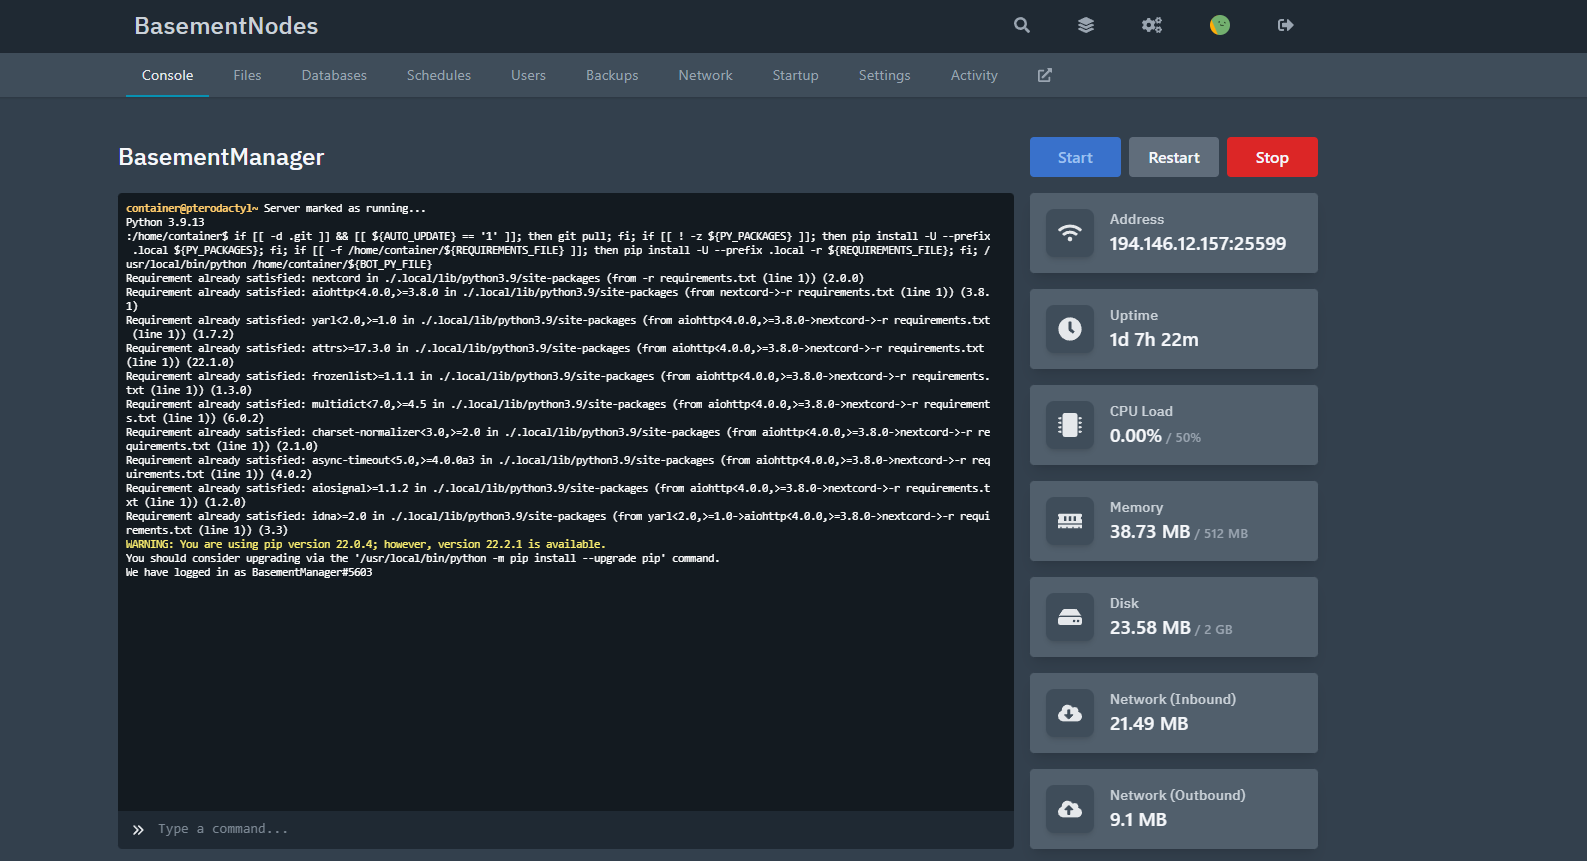 BasementNodes
Console Files Databases Schedules Users Backups Network Startup Settings Activity
BasementManager
Start Restart Stop
container@pterodactyl~ Server marked as running...
Python 3.9.13
:/home/container$ if [[ -d .git ]] && [[ ${AUTO_UPDATE} == '1' ]]; then git pull; fi; if [[ ! -z ${PY_PACKAGES} ]]; then pip install -U --prefix
.local ${PY_PACKAGES}; fi; if [[ -f /home/container/${REQUIREMENTS_FILE} ]]; then pip install -U --prefix .local -r ${REQUIREMENTS_FILE}; fi; /
usr/local/bin/python /home/container/${BOT_PY_FILE}
Requirement already satisfied: nextcord in ./.local/lib/python3.9/site-packages (from -r requirements.txt (line 1)) (2.0.0)
Requirement already satisfied: aiohttp<4.0.0,>=3.8.0 in ./.local/lib/python3.9/site-packages (from nextcord->-r requirements.txt (line 1)) (3.8.
1)
Requirement already satisfied: yarl<2.0,>=1.0 in ./.local/lib/python3.9/site-packages (from aiohttp<4.0.0,>=3.8.0->nextcord->-r requirements.txt
(line 1)) (1.7.2)
Requirement already satisfied: attrs>=17.3.0 in ./.local/lib/python3.9/site-packages (from aiohttp<4.0.0,>=3.8.0->nextcord->-r requirements.txt
(line 1)) (22.1.0)
Requirement already satisfied: frozenlist>=1.1.1 in ./.local/lib/python3.9/site-packages (from aiohttp<4.0.0,>=3.8.0->nextcord->-r requirements.
txt (line 1)) (1.3.0)
Requirement already satisfied: multidict<7.0,>=4.5 in ./.local/lib/python3.9/site-packages (from aiohttp<4.0.0,>=3.8.0->nextcord->-r requirement
s.txt (line 1)) (6.0.2)
Requirement already satisfied: charset-normalizer<3.0,>=2.0 in ./.local/lib/python3.9/site-packages (from aiohttp<4.0.0,>=3.8.0->nextcord->-r re
quirements.txt (line 1)) (2.1.0)
Requirement already satisfied: async-timeout<5.0,>=4.0.0a3 in ./.local/lib/python3.9/site-packages (from aiohttp<4.0.0,>=3.8.0->nextcord->-r req
uirements.txt (line 1)) (4.0.2)
Requirement already satisfied: aiosignal>=1.1.2 in ./.local/lib/python3.9/site-packages (from aiohttp<4.0.0,>=3.8.0->nextcord->-r requirements.t
xt (line 1)) (1.2.0)
Requirement already satisfied: idna>=2.0 in ./.local/lib/python3.9/site-packages (from yarl<2.0,>=1.0->aiohttp<4.0.0,>=3.8.0->nextcord->-r requi
rements.txt (line 1)) (3.3)
WARNING: You are using pip version 22.0.4; however, version 22.2.1 is available.
You should consider upgrading via the '/usr/local/bin/python -m pip install --upgrade pip' command.
We have logged in as BasementManager#5603
Type a command...
Address
194.146.12.157:25599
Uptime
1d 7h 22m
CPU Load
0.00% / 50%
Memory
38.73 MB / 512 MB
Disk
23.58 MB / 2 GB
Network (Inbound)
21.49 MB
Network (Outbound)
9.1 MB